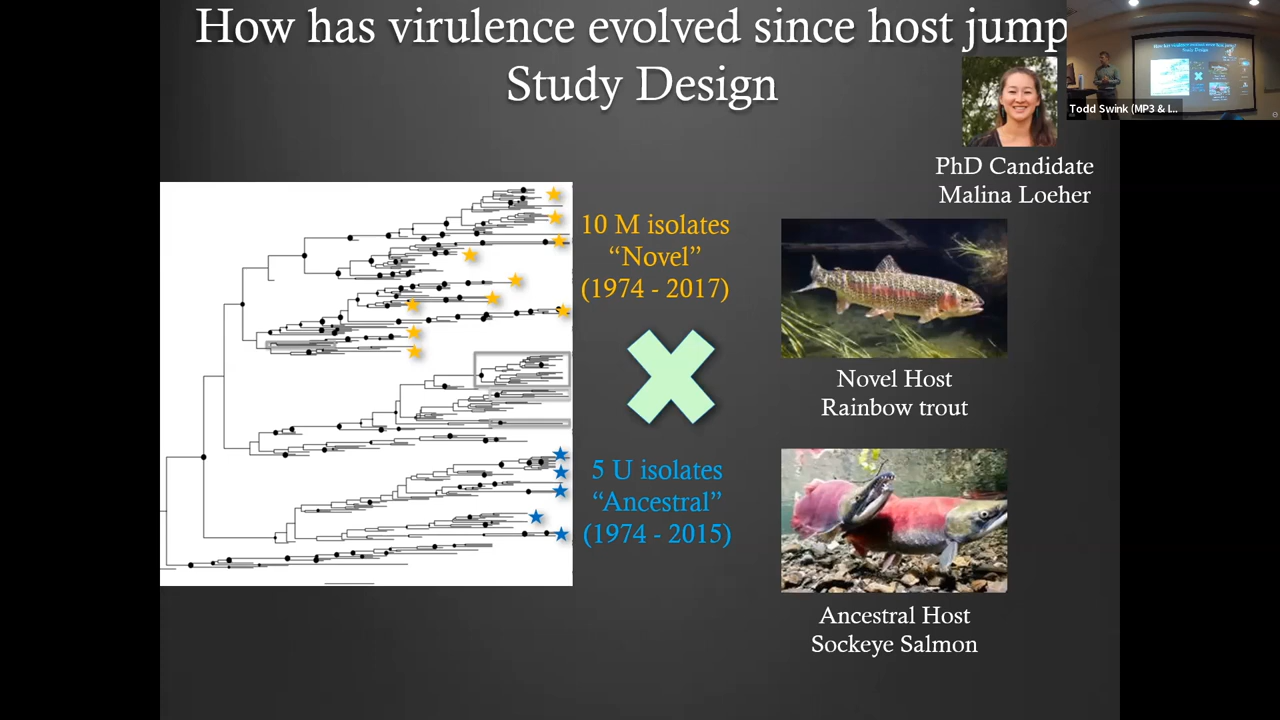 How has virulence evolved since host jump
Study Design
Todd Swink (MP3 & I...
PhD Candidate
Malina Loeher
10 M isolates
“Novel”
(1974 - 2017)
Novel Host
Rainbow trout
5 U isolates
“Ancestral”
(1974 - 2015)
Ancestral Host
Sockeye Salmon